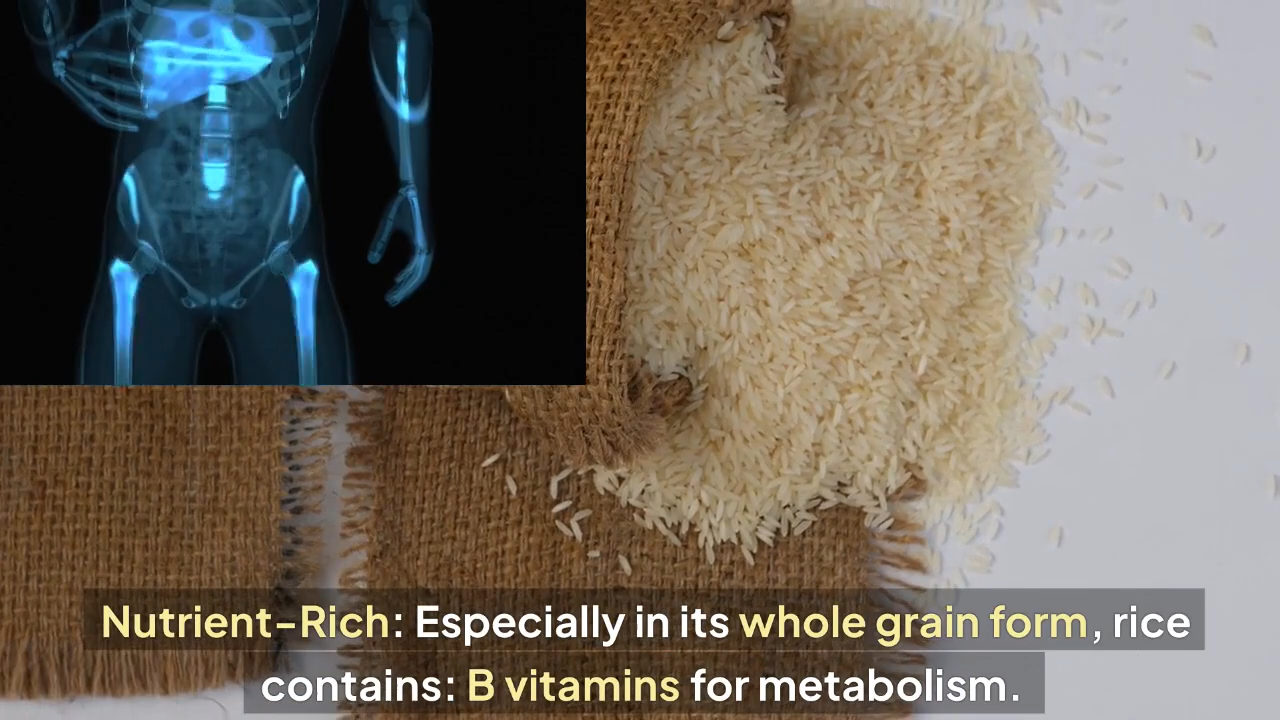 Nutrient-Rich: Especially in its whole grain form, rice
contains: B vitamins for metabolism.